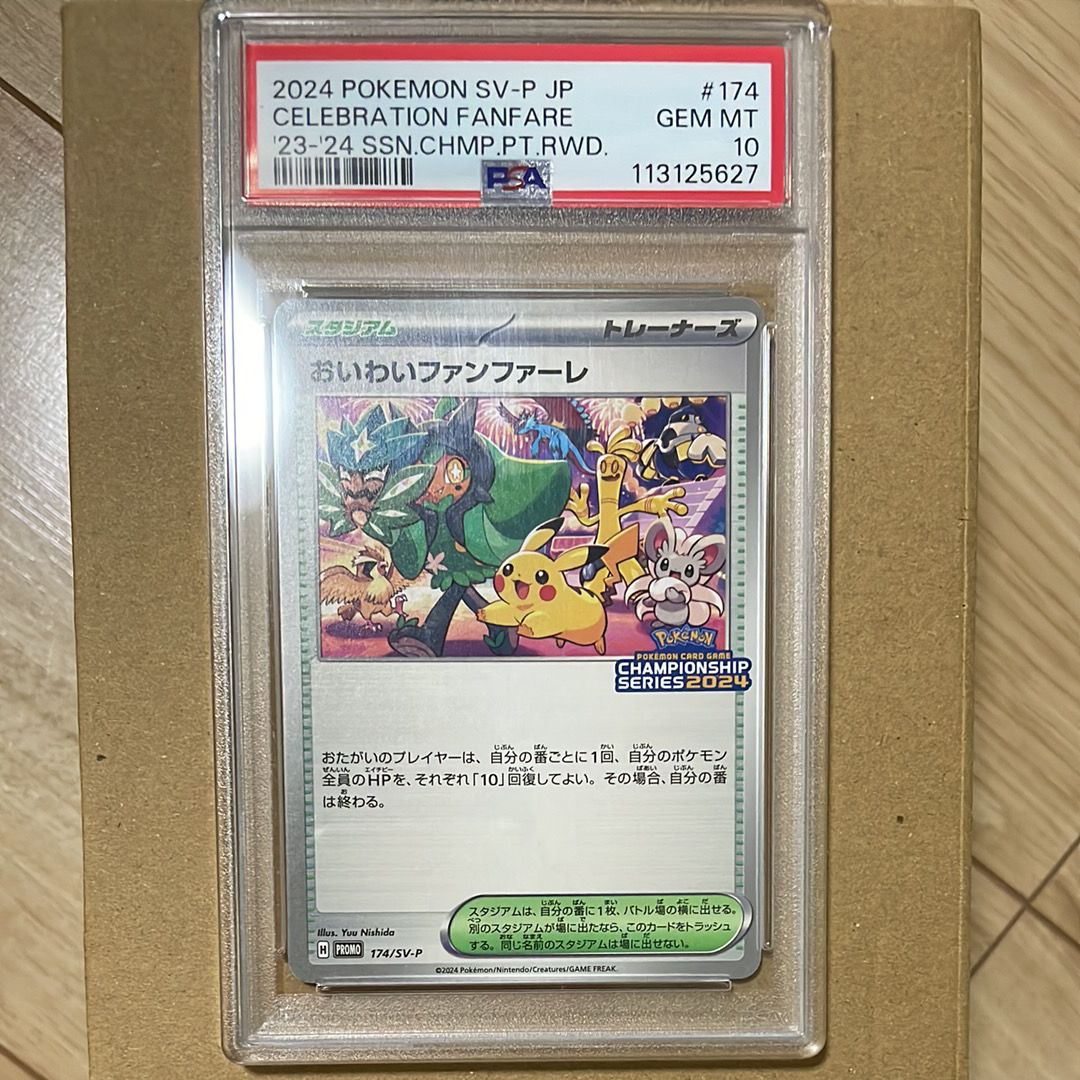 2024 POKEMON SV-P JP #174
CELEBRATION FANFARE GEM MT
'23-'24 SSN.CHMP.PT.RWD. 10
PSA 113125627
スタジアム トレーナーズ
おいわいファンファーレ
Pokémon
POKÉMON CARD GAME
CHAMPIONSHIP
SERIES 2024
おたがいのプレイヤーは、自分の番ごとに1回、自分のポケモン
全員のHPを、それぞれ「10」回復してよい。その場合、自分の番
は終わる。
スタジアムは、自分の番に1枚、バトル場の横に出せる。
別のスタジアムが場に出たなら、このカードをトラッシュ
する。同じ名前のスタジアムは場に出せない。
Illus. Yuu Nishida
H PROMO 174/SV-P
©2024 Pokémon/Nintendo/Creatures/GAME FREAK.